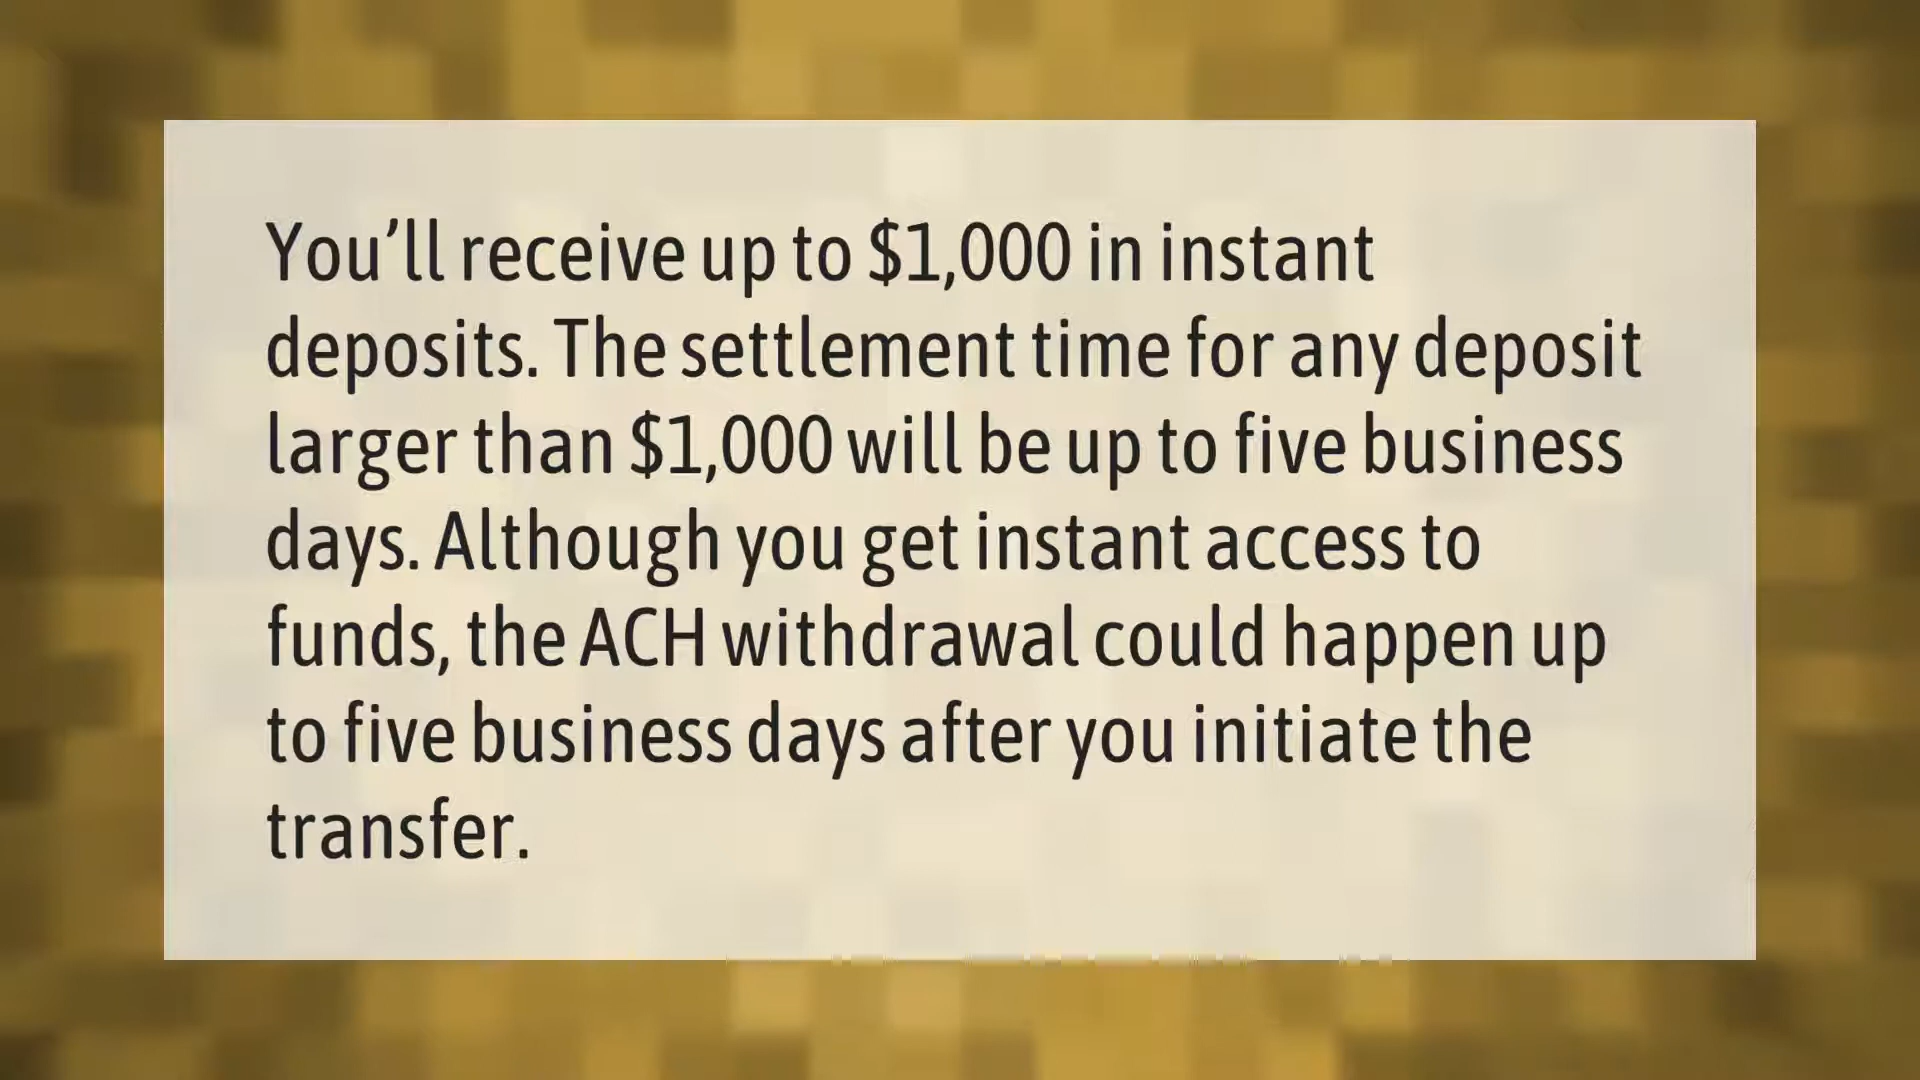 You’ll receive up to $1,000 in instant
deposits. The settlement time for any deposit
larger than $1,000 will be up to five business
days. Although you get instant access to
funds, the ACH withdrawal could happen up
to five business days after you initiate the
transfer.